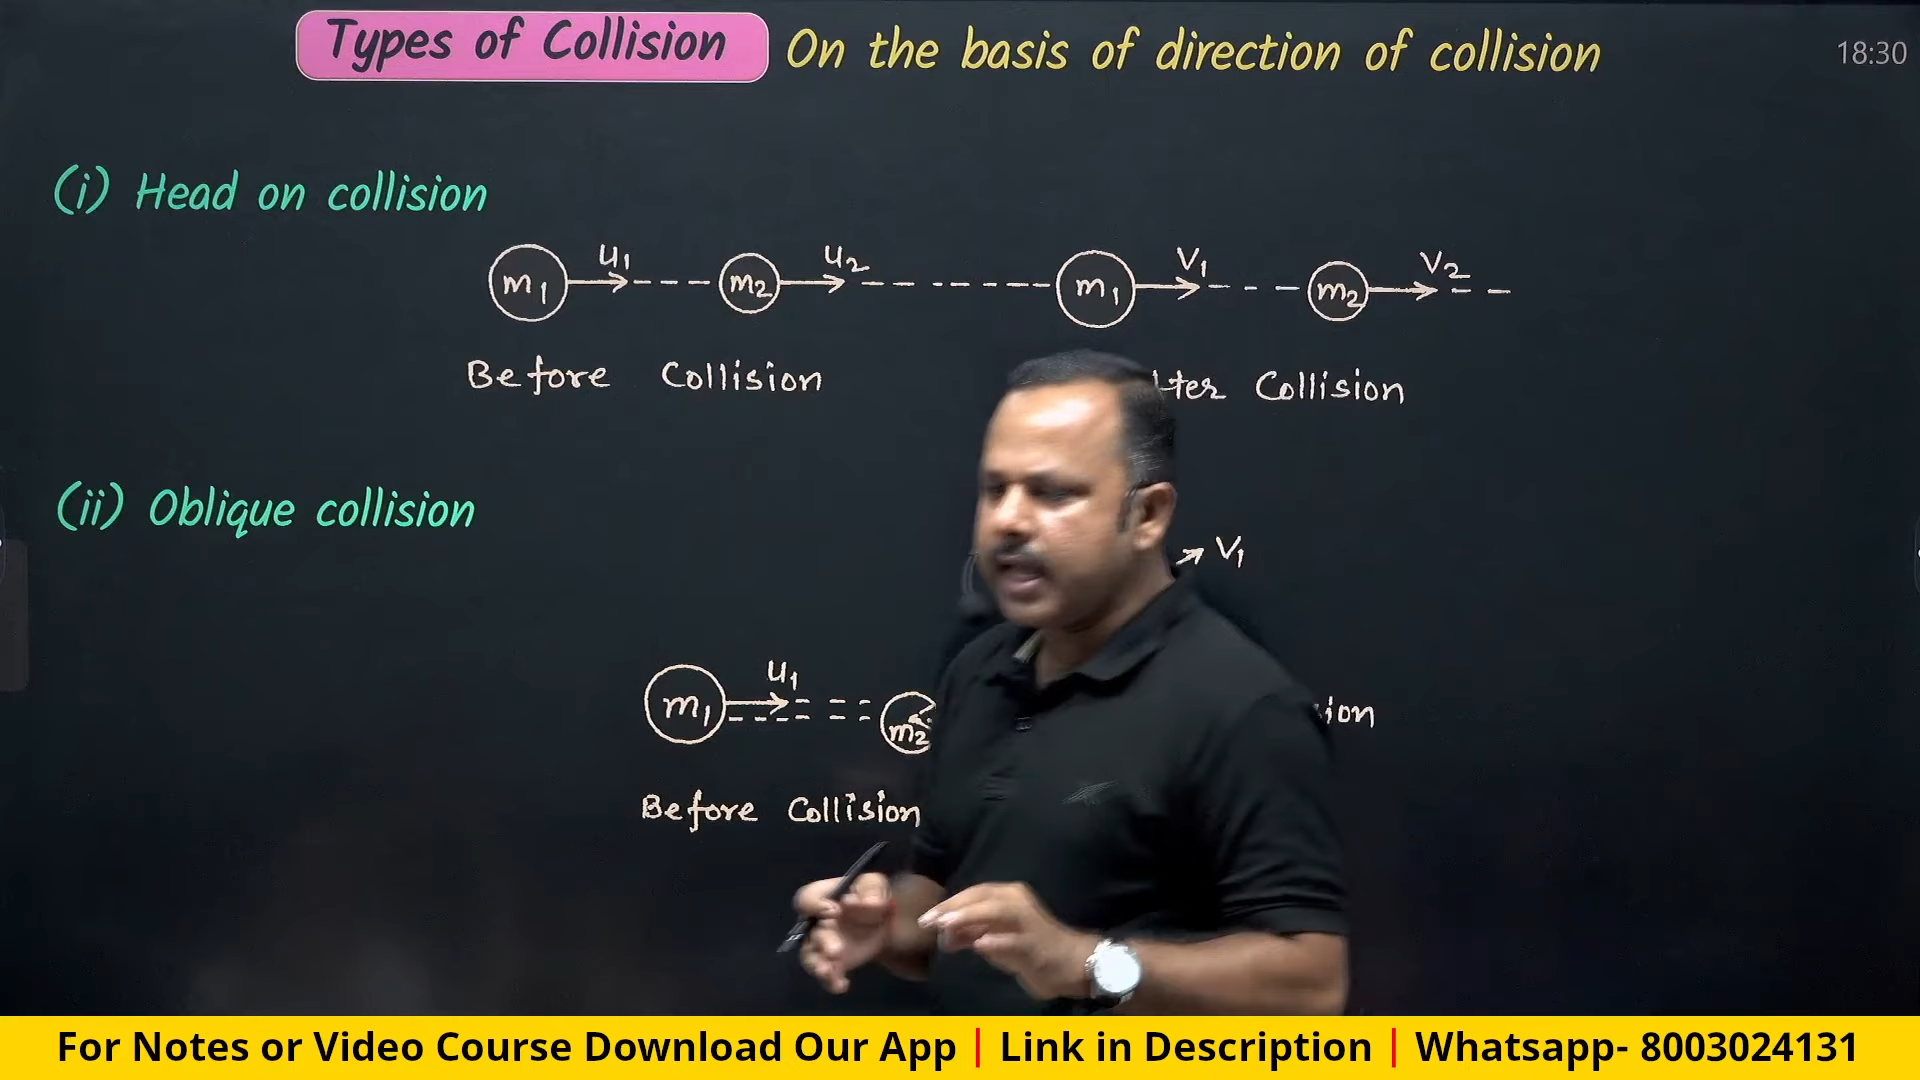 Types of Collision On the basis of direction of collision
18:30
(i) Head on collision
m1 u1 m2 u2 m1 v1 m2 v2
Before Collision
Collision
(ii) Oblique collision
v1
m1 u1 m2
Before Collision
For Notes or Video Course Download Our App | Link in Description | Whatsapp- 8003024131